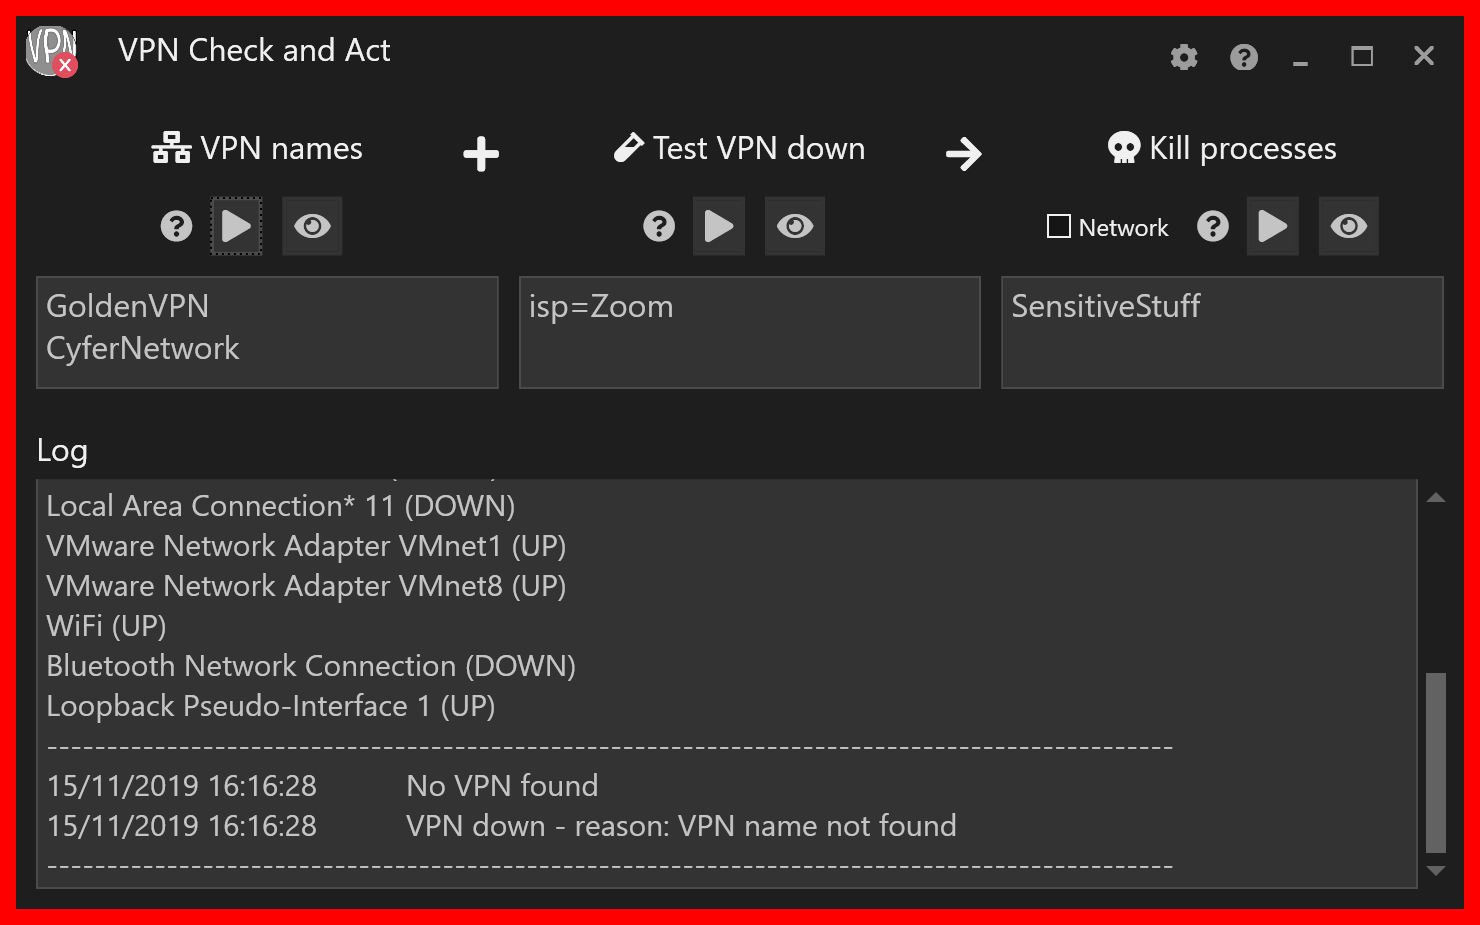 VPN
VPN Check and Act
VPN names
Test VPN down
Kill processes
Network
GoldenVPN
CyferNetwork
isp=Zoom
SensitiveStuff
Log
Local Area Connection* 11 (DOWN)
VMware Network Adapter VMnet1 (UP)
VMware Network Adapter VMnet8 (UP)
WiFi (UP)
Bluetooth Network Connection (DOWN)
Loopback Pseudo-Interface 1 (UP)
----------------------------------------------------------------------------------------------
15/11/2019 16:16:28 No VPN found
15/11/2019 16:16:28 VPN down - reason: VPN name not found
----------------------------------------------------------------------------------------------